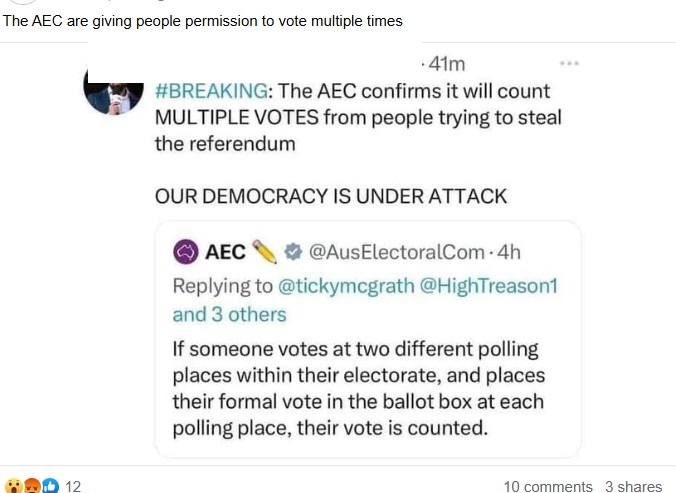 The AEC are giving people permission to vote multiple times
· 41m
#BREAKING: The AEC confirms it will count
MULTIPLE VOTES from people trying to steal
the referendum
OUR DEMOCRACY IS UNDER ATTACK
AEC ✏️ @AusElectoralCom · 4h
Replying to @tickymcgrath @HighTreason1
and 3 others
If someone votes at two different polling
places within their electorate, and places
their formal vote in the ballot box at each
polling place, their vote is counted.
12
10 comments 3 shares